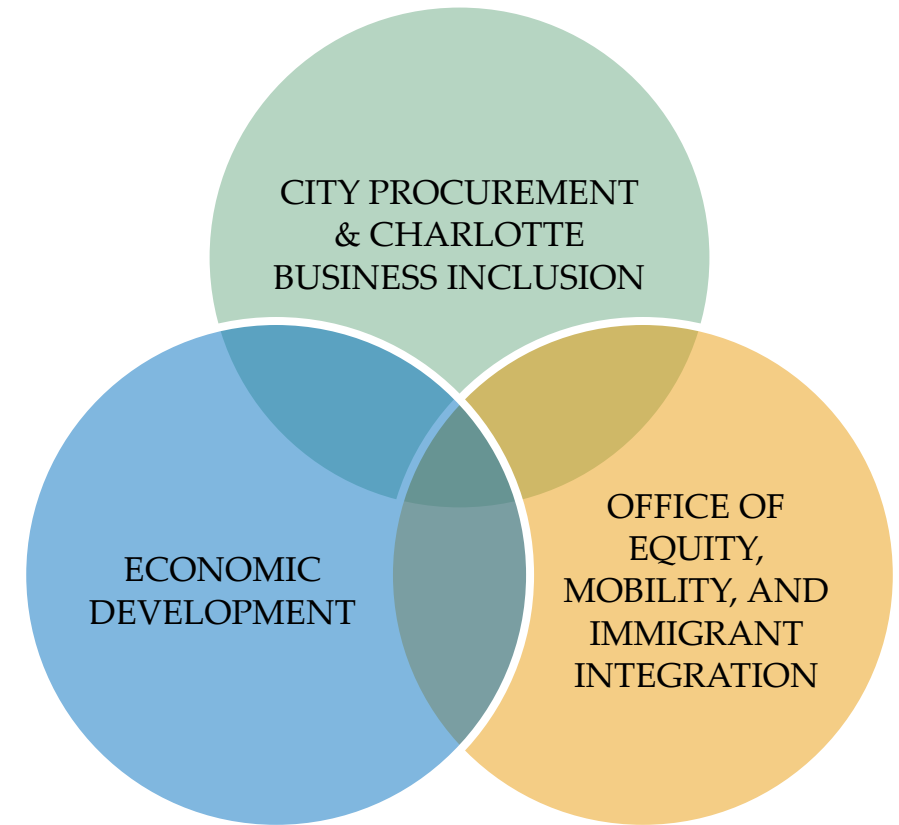 CITY PROCUREMENT
& CHARLOTTE
BUSINESS INCLUSION
ECONOMIC
DEVELOPMENT
OFFICE OF
EQUITY,
MOBILITY, AND
IMMIGRANT
INTEGRATION